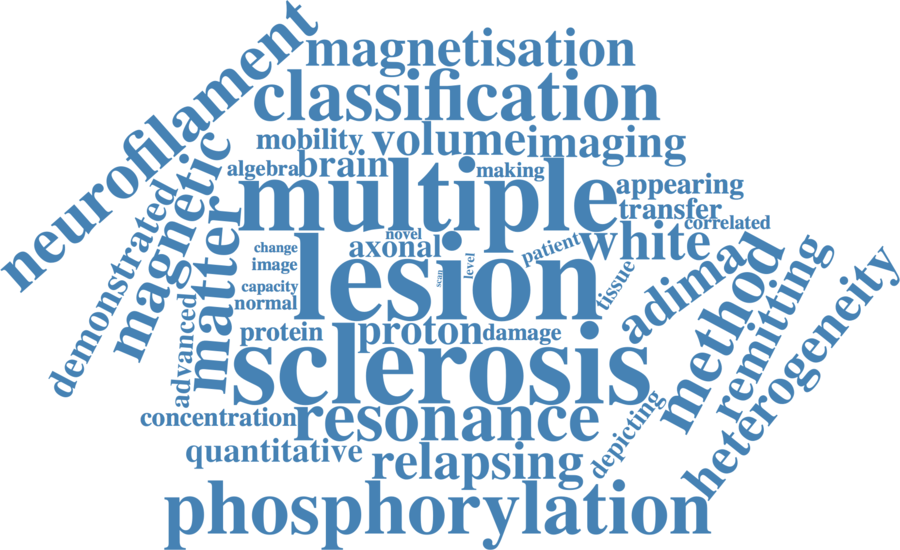 neurofilament
magnetisation
classification
mobility
volume
imaging
algebra
brain
making
magnetic
multiple
appearing
transfer
correlated
demonstrated
matter
novel
change
axonal
patient
white
image
lesion
scan
level
tissue
adimab
capacity
normal
advanced
protein
proton
damage
method
remitting
heterogeneity
sclerosis
concentration
resonance
depicting
quantitative
relapsing
phosphorylation